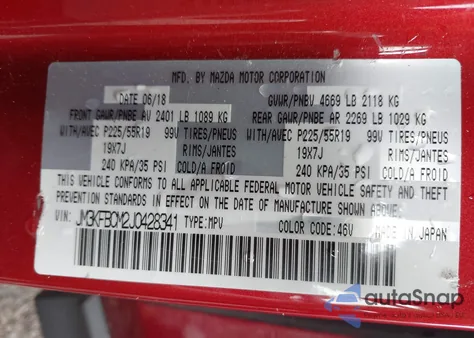 MFD. BY MAZDA MOTOR CORPORATION
DATE 06/18 GVWR/PNBV 4669 LB 2118 KG
FRONT GAWR/PNBE AV 2401 LB 1089 KG REAR GAWR/PNBE AR 2269 LB 1029 KG
WITH/AVEC P225/55R19 99V TIRES/PNEUS WITH/AVEC P225/55R19 99V TIRES/PNEUS
19X7J RIMS/JANTES 19X7J RIMS/JANTES
240 KPA/35 PSI COLD/A FROID 240 KPA/35 PSI COLD/A FROID
THIS VEHICLE CONFORMS TO ALL APPLICABLE FEDERAL MOTOR VEHICLE SAFETY AND THEFT
PREVENTION STANDARDS IN EFFECT ON THE DATE OF MANUFACTURE SHOWN ABOVE.
VIN: JM3KFBCM2J0428341 TYPE:MPV COLOR CODE:46V MADE IN JAPAN
autoSnap